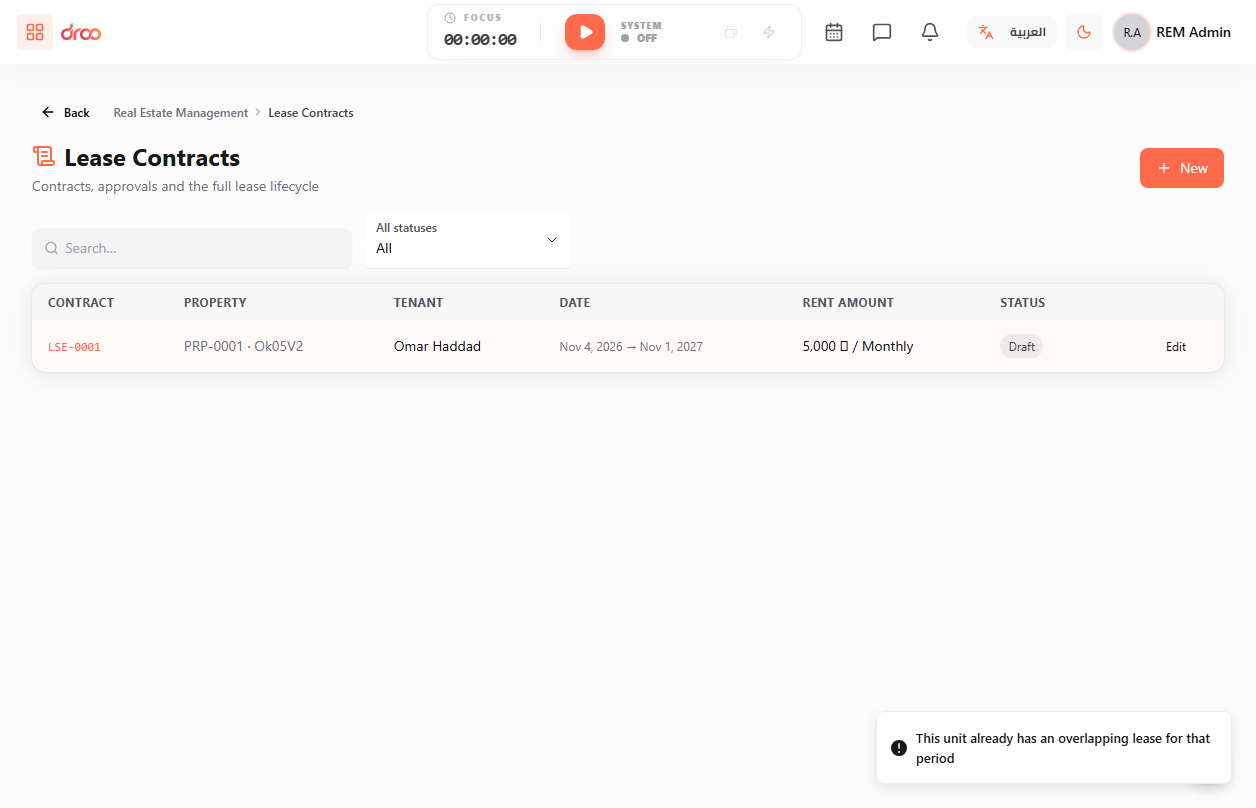 droo
FOCUS
00:00:00
SYSTEM
OFF
العربية
R.A
REM Admin
Back
Real Estate Management
Lease Contracts
Lease Contracts
Contracts, approvals and the full lease lifecycle
New
Search...
All statuses
All
CONTRACT PROPERTY TENANT DATE RENT AMOUNT STATUS
LSE-0001 PRP-0001 · Ok05V2 Omar Haddad Nov 4, 2026 → Nov 1, 2027 5,000 / Monthly Draft Edit
This unit already has an overlapping lease for that
period